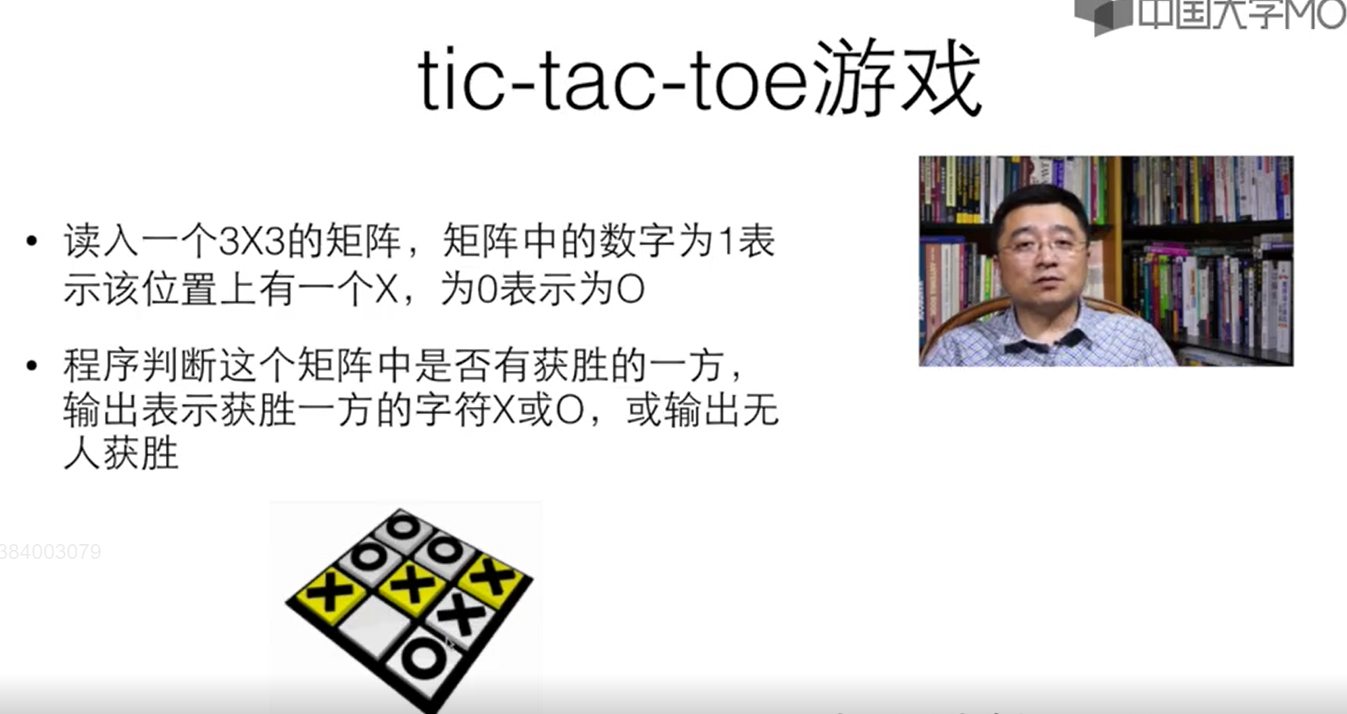 中国大学MO
tic-tac-toe游戏
• 读入一个3X3的矩阵，矩阵中的数字为1表
示该位置上有一个X，为0表示为O
• 程序判断这个矩阵中是否有获胜的一方，
输出表示获胜一方的字符X或O，或输出无
人获胜
384003079